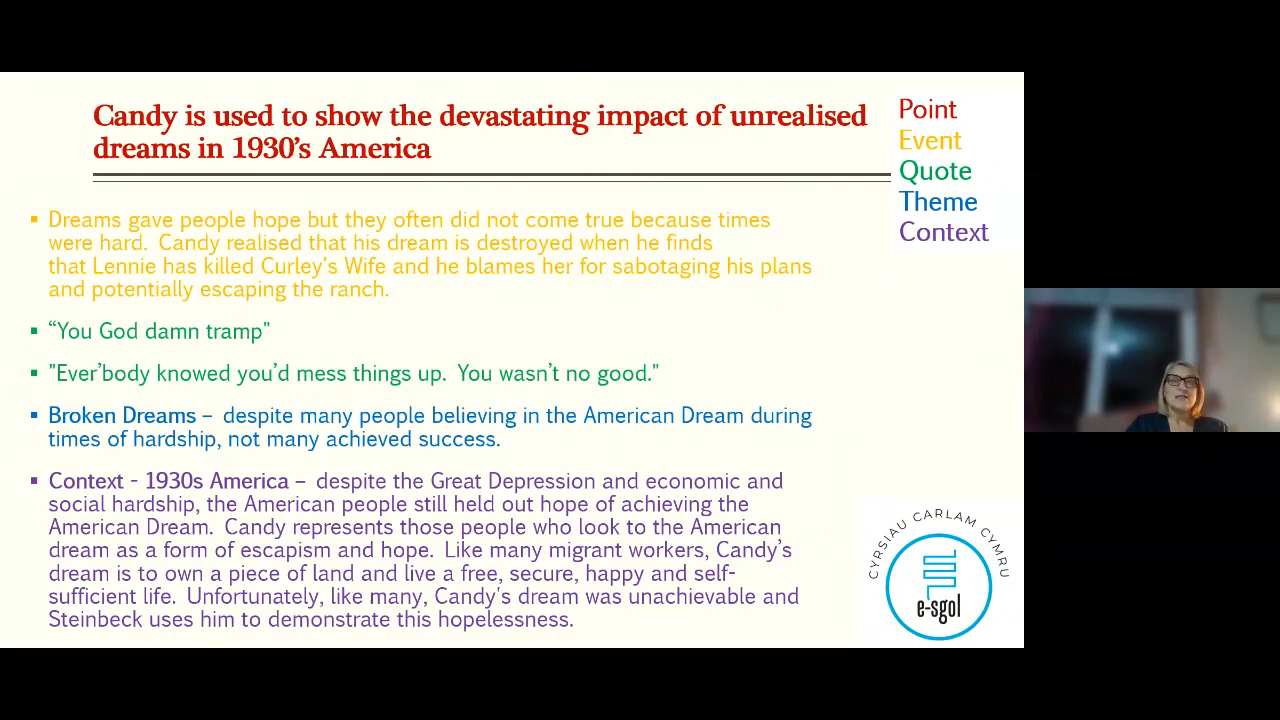 Candy is used to show the devastating impact of unrealised
dreams in 1930's America
Point
Event
Quote
Theme
Context
▪ Dreams gave people hope but they often did not come true because times
were hard.  Candy realised that his dream is destroyed when he finds
that Lennie has killed Curley's Wife and he blames her for sabotaging his plans
and potentially escaping the ranch.
▪ “You God damn tramp"
▪ "Ever’body knowed you’d mess things up.  You wasn’t no good."
▪ Broken Dreams –  despite many people believing in the American Dream during
times of hardship, not many achieved success.
▪ Context - 1930s America –  despite the Great Depression and economic and
social hardship, the American people still held out hope of achieving the
American Dream.  Candy represents those people who look to the American
dream as a form of escapism and hope.  Like many migrant workers, Candy’s
dream is to own a piece of land and live a free, secure, happy and self-
sufficient life.  Unfortunately, like many, Candy's dream was unachievable and
Steinbeck uses him to demonstrate this hopelessness.
CYRSIAU CARLAM CYMRU
e-sgol